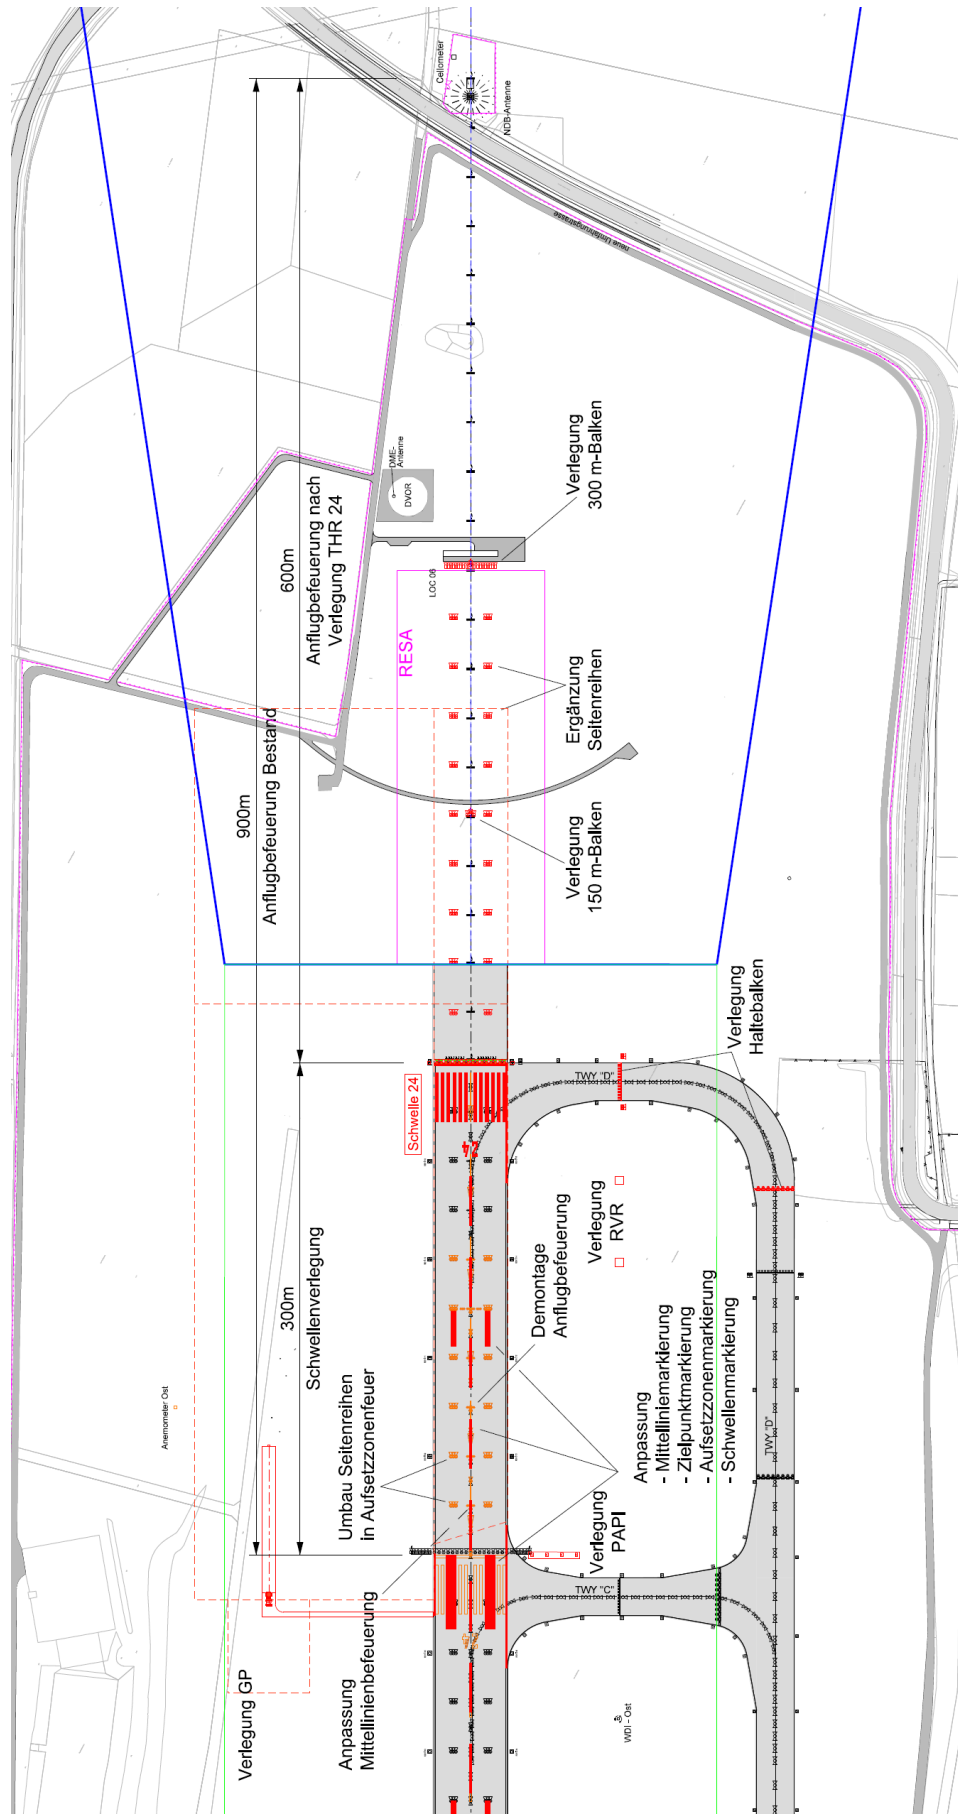 Ceilometer
NDB-Antenne
neue Umfahrungstrasse
600m
Anflugbefeuerung nach
Verlegung THR 24
900m
Anflugbefeuerung Bestand
DME-
Antenne
DVOR
LOC 06
Verlegung
300 m-Balken
RESA
Ergänzung
Seitenreihen
Verlegung
150 m-Balken
Verlegung
Haltebalken
TWY "D"
Schwelle 24
24
300m
Schwellenverlegung
Verlegung
RVR
Demontage
Anflugbefeuerung
Anemometer Ost
Umbau Seitenreihen
in Aufsetzzonenfeuer
Anpassung
- Mittelliniemarkierung
- Zielpunktmarkierung
- Aufsetzzonenmarkierung
- Schwellenmarkierung
TWY "D"
Verlegung
PAPI
TWY "C"
Verlegung GP
Anpassung
Mittellinienbefeuerung
WDI - Ost